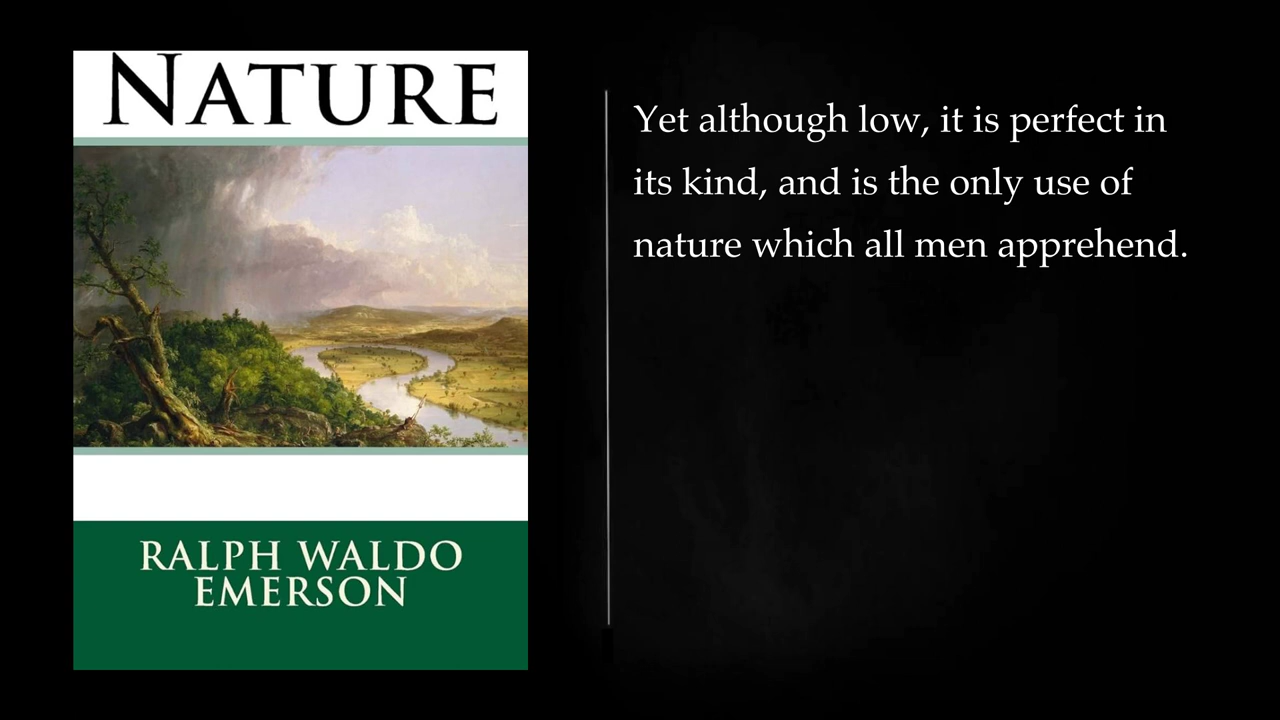 NATURE
RALPH WALDO
EMERSON
Yet although low, it is perfect in
its kind, and is the only use of
nature which all men apprehend.